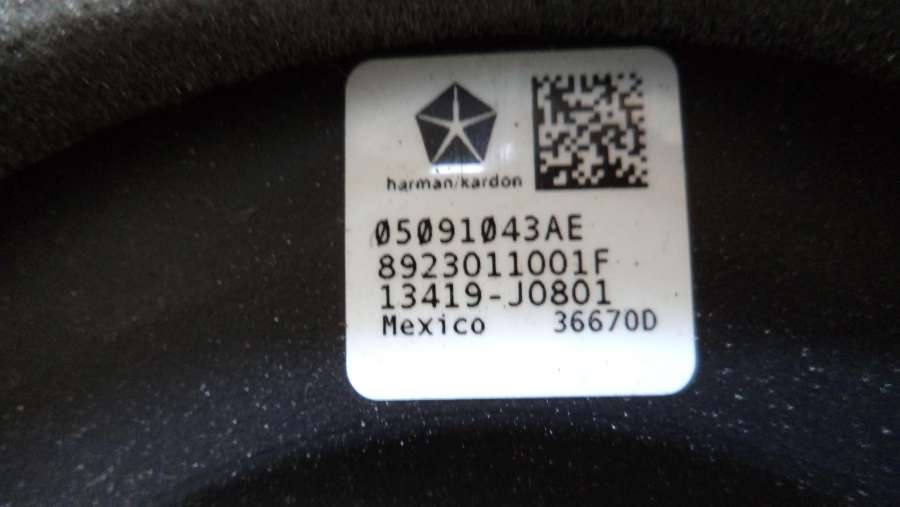 harman/kardon
05091043AE
8923011001F
13419-J0801
Mexico 36670D